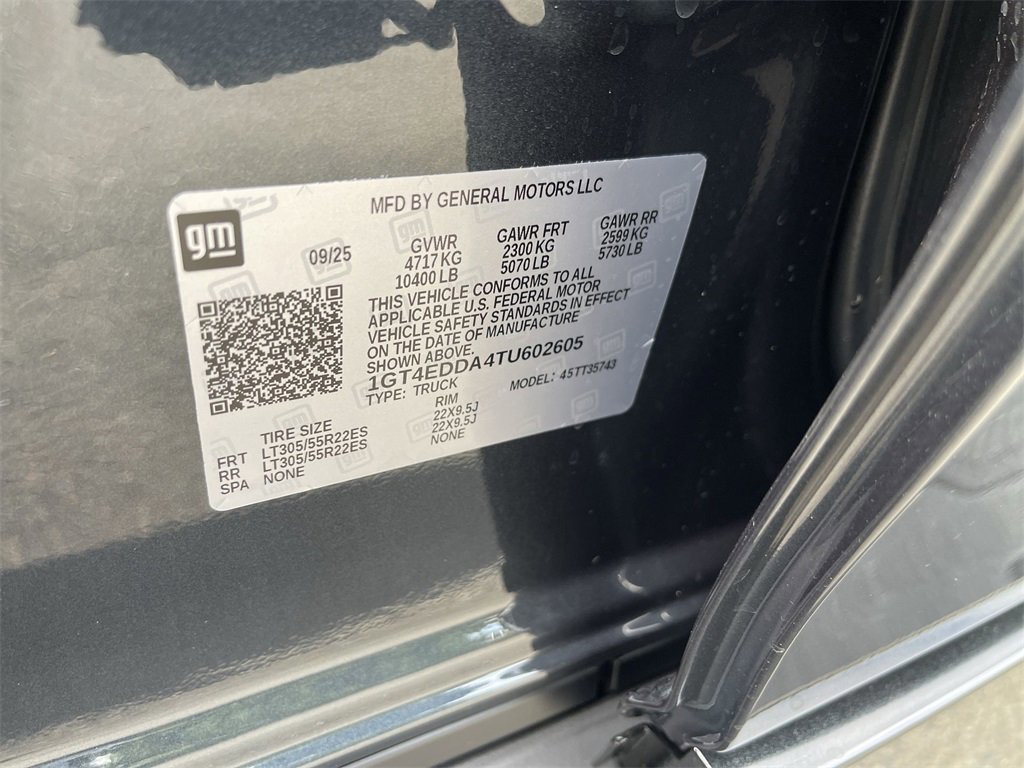 MFD BY GENERAL MOTORS LLC
gm
09/25
GVWR GAWR FRT GAWR RR
4717 KG 2300 KG 2599 KG
10400 LB 5070 LB 5730 LB
THIS VEHICLE CONFORMS TO ALL
APPLICABLE U.S. FEDERAL MOTOR
VEHICLE SAFETY STANDARDS IN EFFECT
ON THE DATE OF MANUFACTURE
SHOWN ABOVE.
1GT4EDDA4TU602605
TYPE: TRUCK MODEL: 45TT35743
TIRE SIZE RIM
FRT LT305/55R22ES 22X9.5J
RR LT305/55R22ES 22X9.5J
SPA NONE NONE